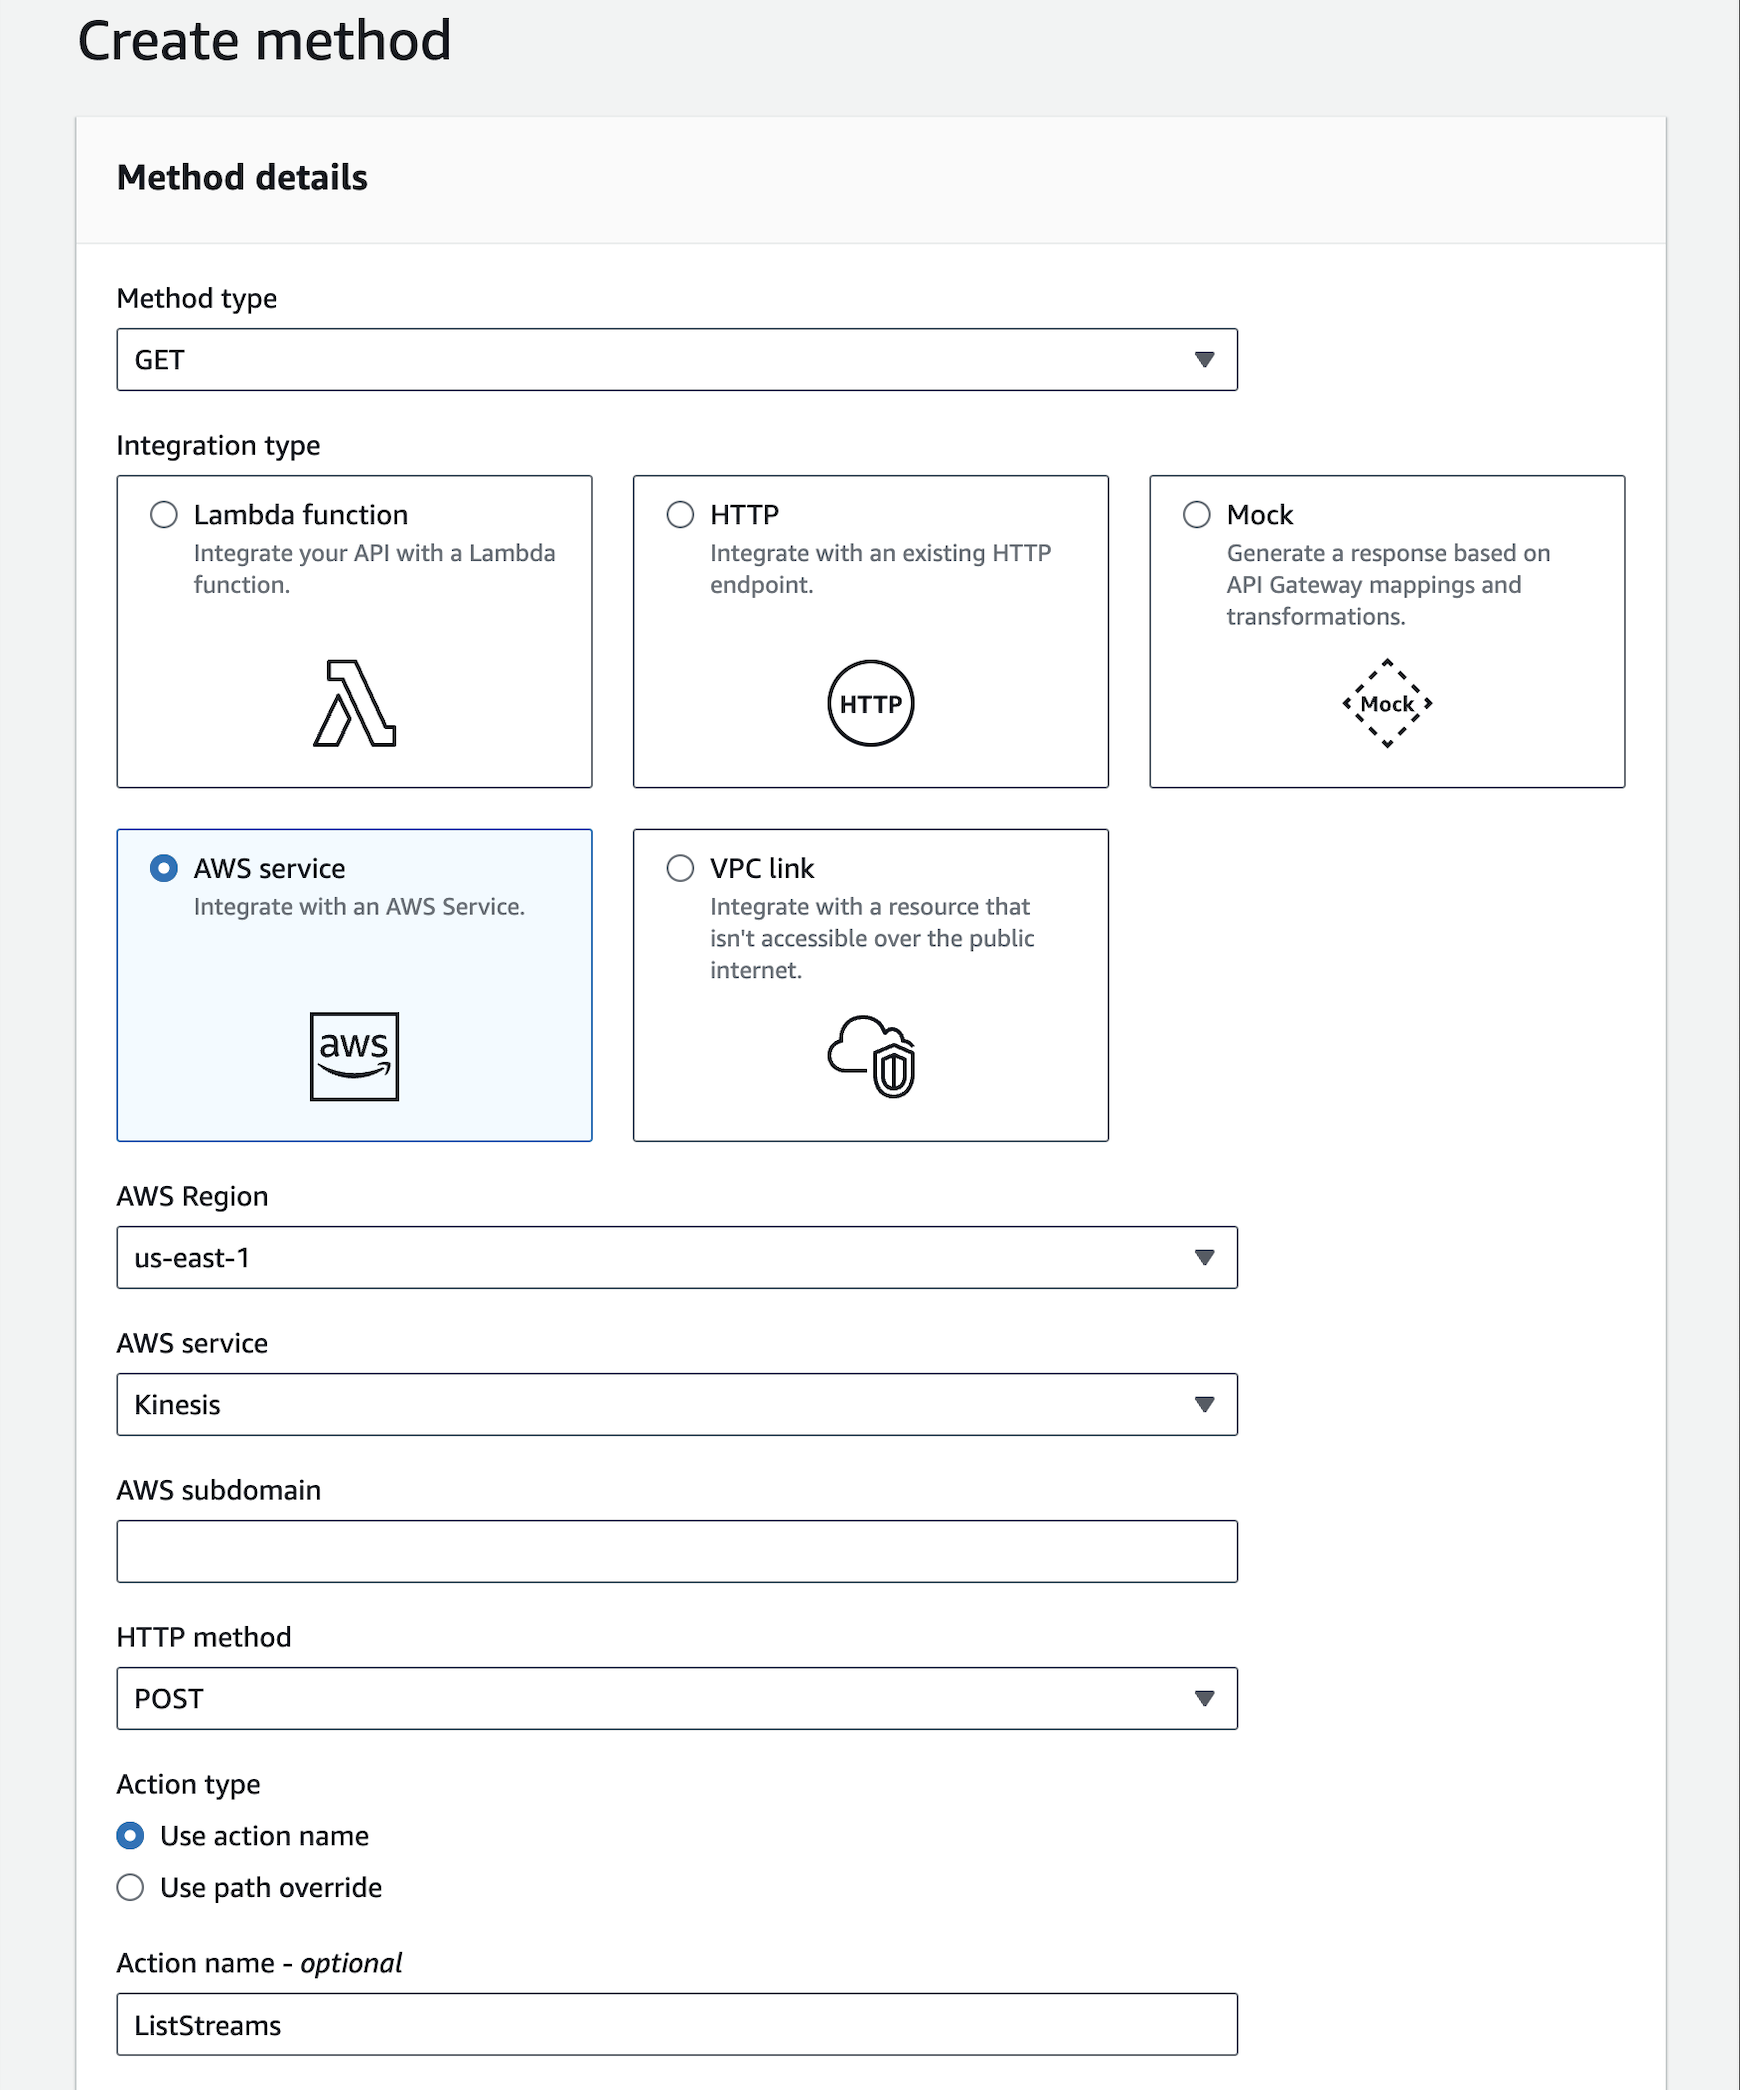 Create method
Method details
Method type
GET
Integration type
Lambda function
Integrate your API with a Lambda
function.
HTTP
Integrate with an existing HTTP
endpoint.
HTTP
Mock
Generate a response based on
API Gateway mappings and
transformations.
Mock
AWS service
Integrate with an AWS Service.
aws
VPC link
Integrate with a resource that
isn't accessible over the public
internet.
AWS Region
us-east-1
AWS service
Kinesis
AWS subdomain
HTTP method
POST
Action type
Use action name
Use path override
Action name - optional
ListStreams